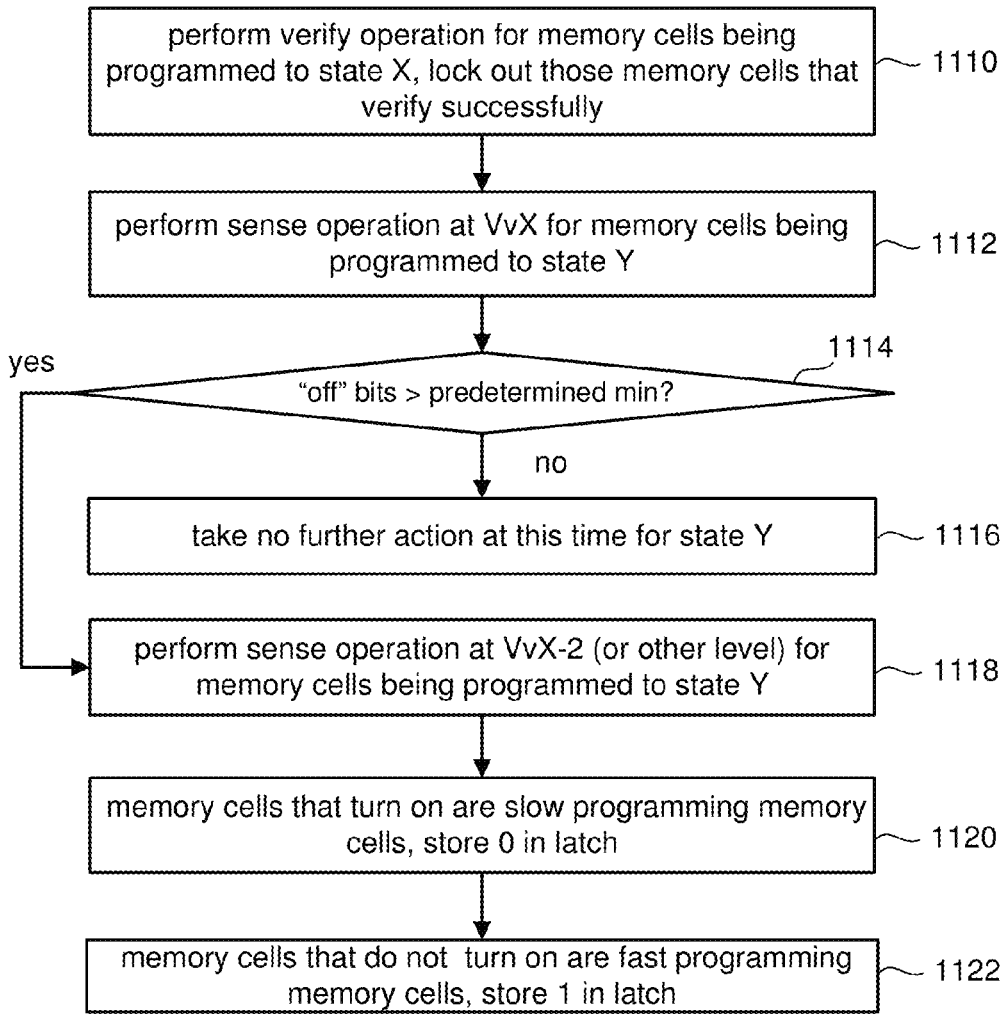 perform verify operation for memory cells being
programmed to state X, lock out those memory cells that
verify successfully
1110
perform sense operation at VvX for memory cells being
programmed to state Y
1112
yes
1114
“off” bits > predetermined min?
no
take no further action at this time for state Y
1116
perform sense operation at VvX-2 (or other level) for
memory cells being programmed to state Y
1118
memory cells that turn on are slow programming memory
cells, store 0 in latch
1120
memory cells that do not turn on are fast programming
memory cells, store 1 in latch
1122